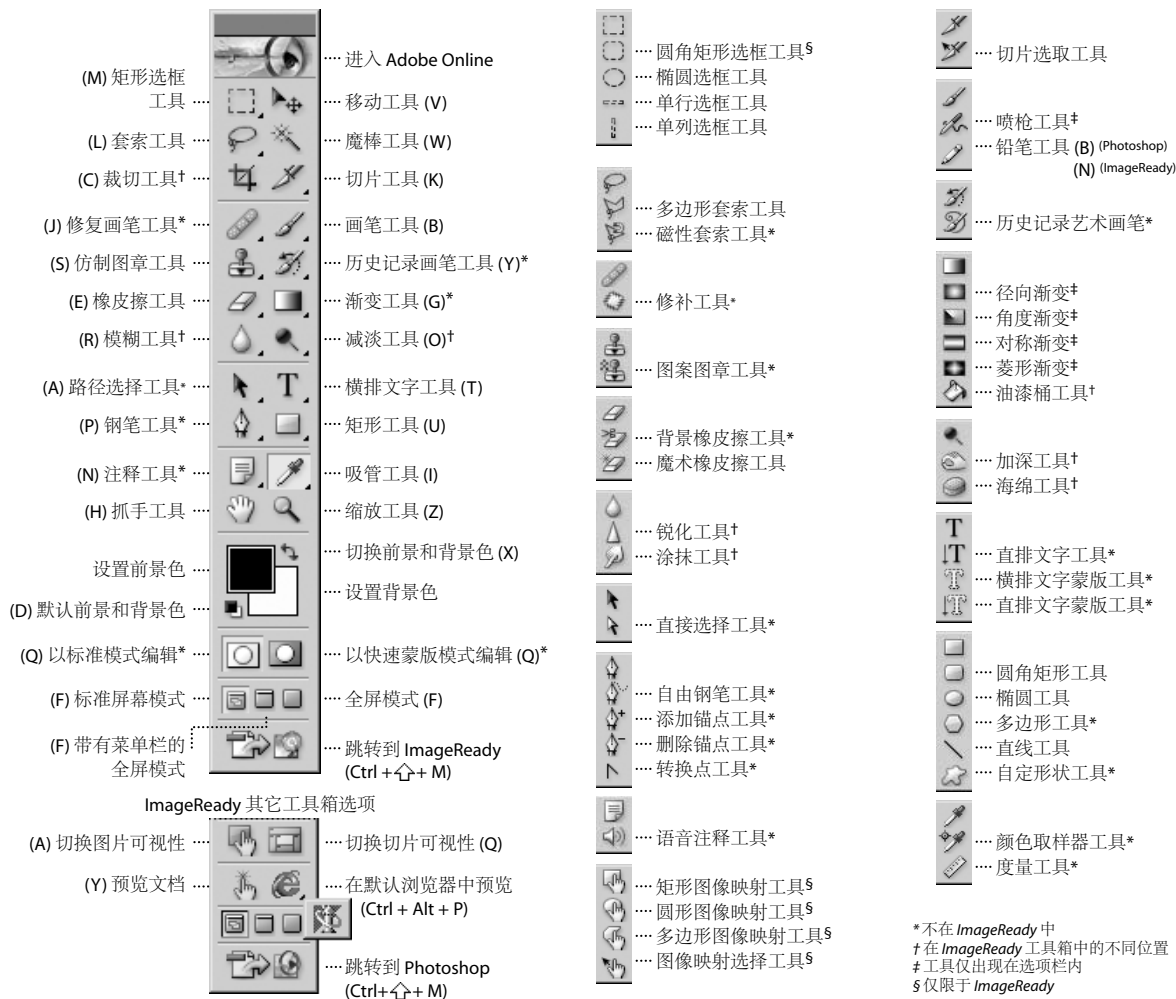 进入 Adobe Online
(M) 矩形选框
工具
移动工具 (V)
(L) 套索工具
魔棒工具 (W)
(C) 裁切工具†
切片工具 (K)
(J) 修复画笔工具*
画笔工具 (B)
(S) 仿制图章工具
历史记录画笔工具 (Y)*
(E) 橡皮擦工具
渐变工具 (G)*
(R) 模糊工具†
减淡工具 (O)†
(A) 路径选择工具*
横排文字工具 (T)
(P) 钢笔工具*
矩形工具 (U)
(N) 注释工具*
吸管工具 (I)
(H) 抓手工具
缩放工具 (Z)
切换前景和背景色 (X)
设置前景色
设置背景色
(D) 默认前景和背景色
(Q) 以标准模式编辑*
以快速蒙版模式编辑 (Q)*
(F) 标准屏幕模式
全屏模式 (F)
(F) 带有菜单栏的
全屏模式
跳转到 ImageReady
(Ctrl + + M)
ImageReady 其它工具箱选项
(A) 切换图片可视性
切换切片可视性 (Q)
(Y) 预览文档
在默认浏览器中预览
(Ctrl + Alt + P)
跳转到 Photoshop
(Ctrl+ + M)
圆角矩形选框工具§
椭圆选框工具
单行选框工具
单列选框工具
多边形套索工具
磁性套索工具*
修补工具*
图案图章工具*
背景橡皮擦工具*
魔术橡皮擦工具
锐化工具†
涂抹工具†
直接选择工具*
自由钢笔工具*
添加锚点工具*
删除锚点工具*
转换点工具*
语音注释工具*
矩形图像映射工具§
圆形图像映射工具§
多边形图像映射工具§
图像映射选择工具§
切片选取工具
喷枪工具‡
铅笔工具 (B) (Photoshop)
(N) (ImageReady)
历史记录艺术画笔*
径向渐变‡
角度渐变‡
对称渐变‡
菱形渐变‡
油漆桶工具†
加深工具†
海绵工具†
直排文字工具*
横排文字蒙版工具*
直排文字蒙版工具*
圆角矩形工具
椭圆工具
多边形工具*
直线工具
自定形状工具*
颜色取样器工具*
度量工具*
*不在 ImageReady 中
† 在 ImageReady 工具箱中的不同位置
‡ 工具仅出现在选项栏内
§ 仅限于 ImageReady